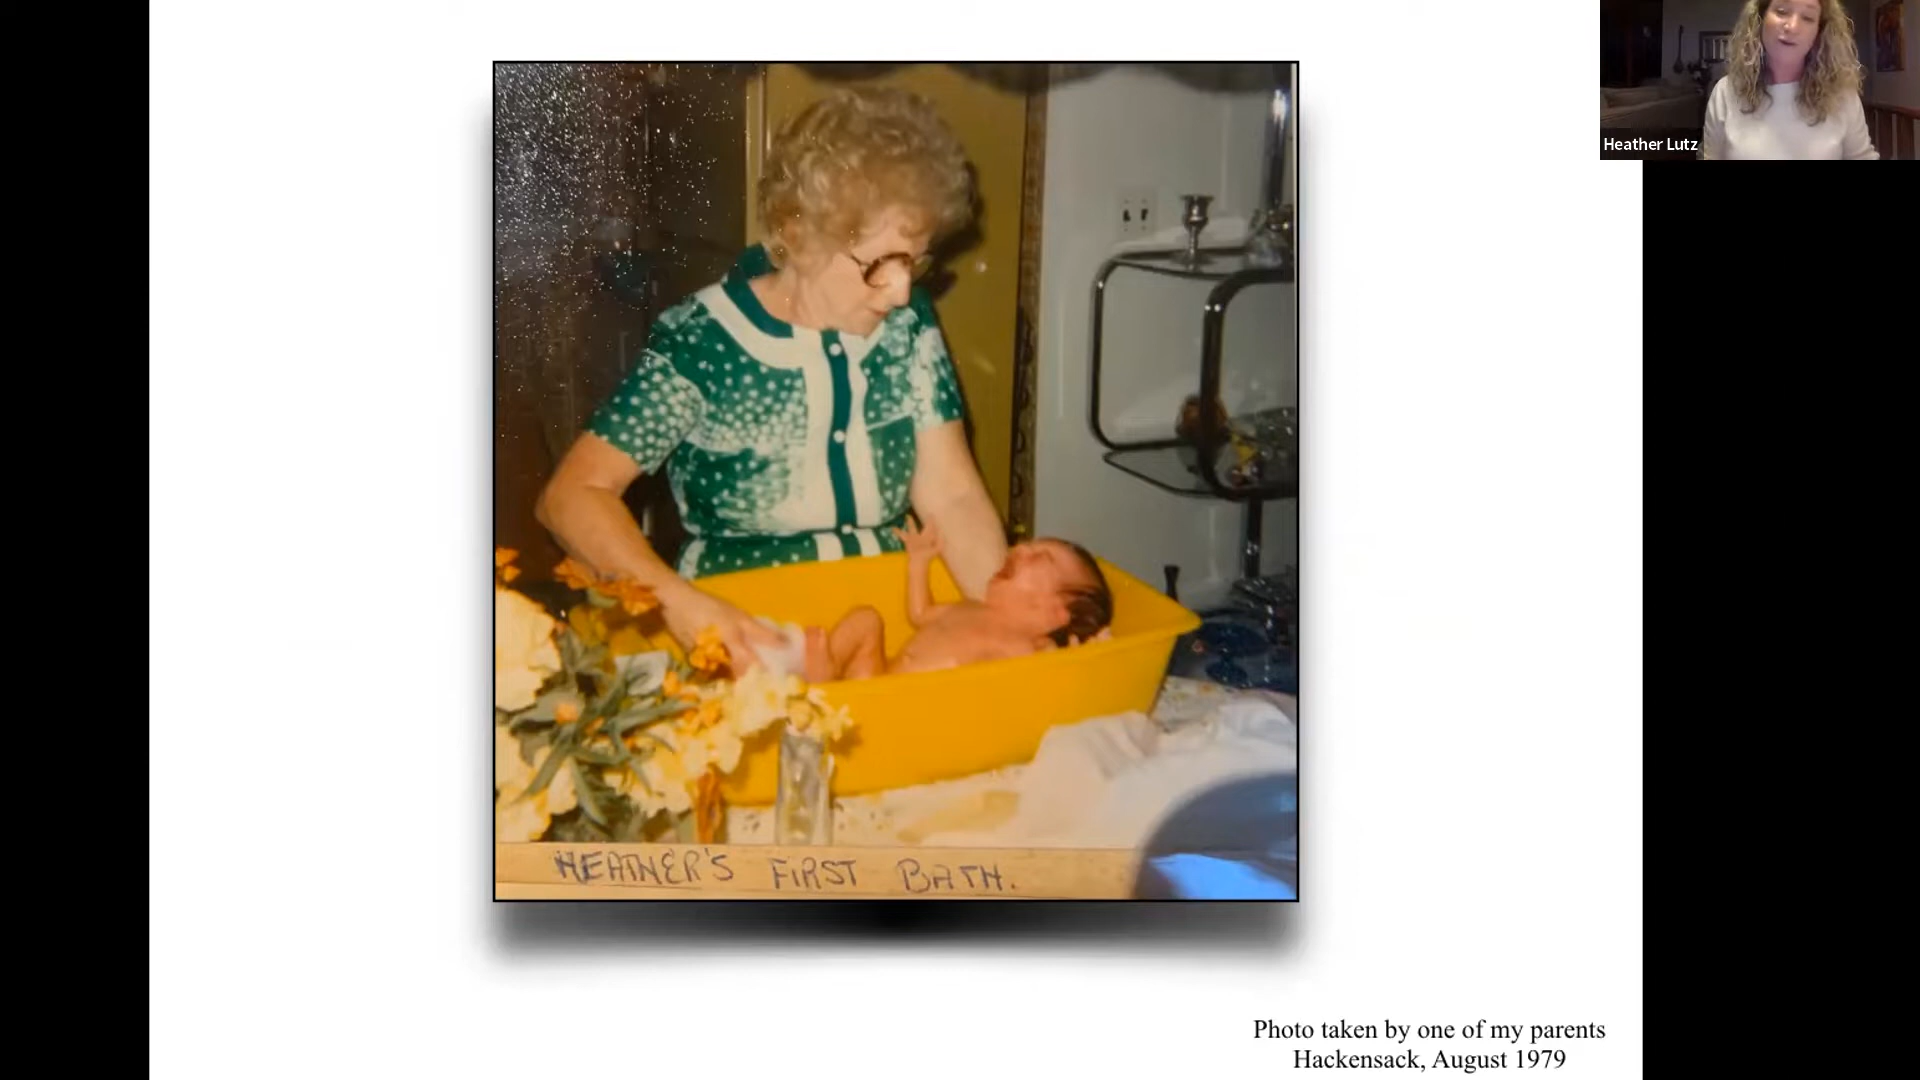 Heather Lutz
HEATHER'S FIRST BATH.
Photo taken by one of my parents
Hackensack, August 1979